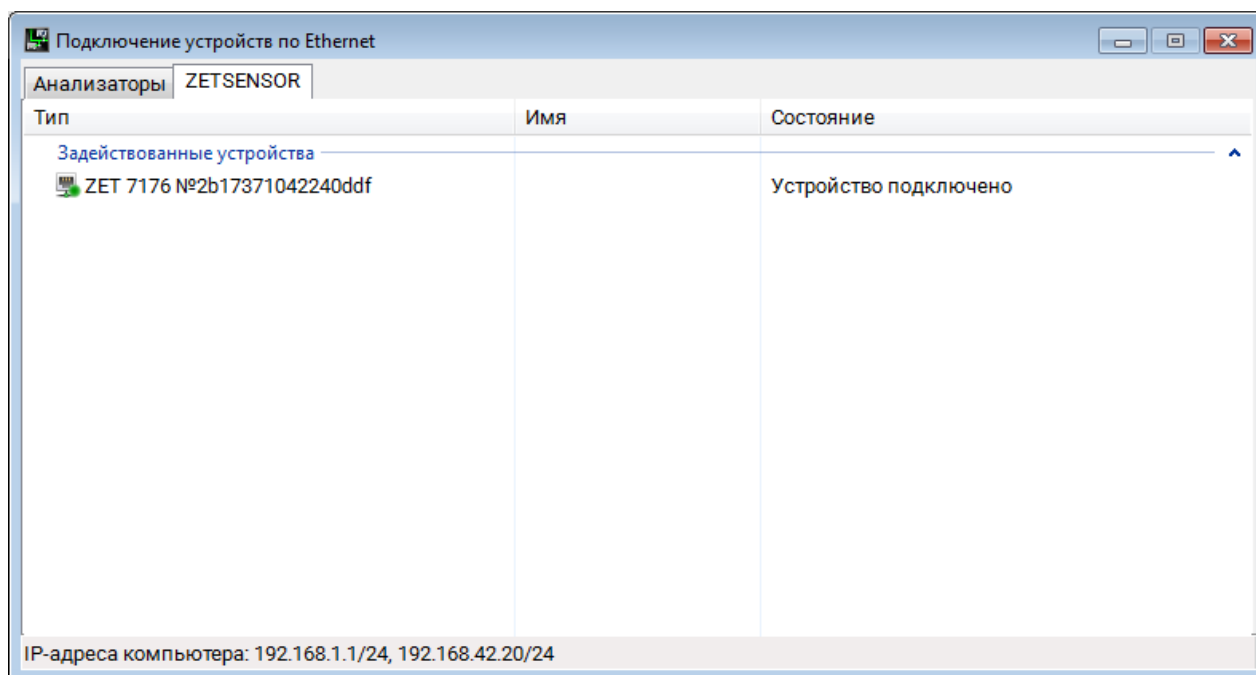 Подключение устройств по Ethernet
Анализаторы ZETSENSOR
Тип Имя Состояние
Задействованные устройства
ZET 7176 №2b17371042240ddf Устройство подключено
IP-адреса компьютера: 192.168.1.1/24, 192.168.42.20/24